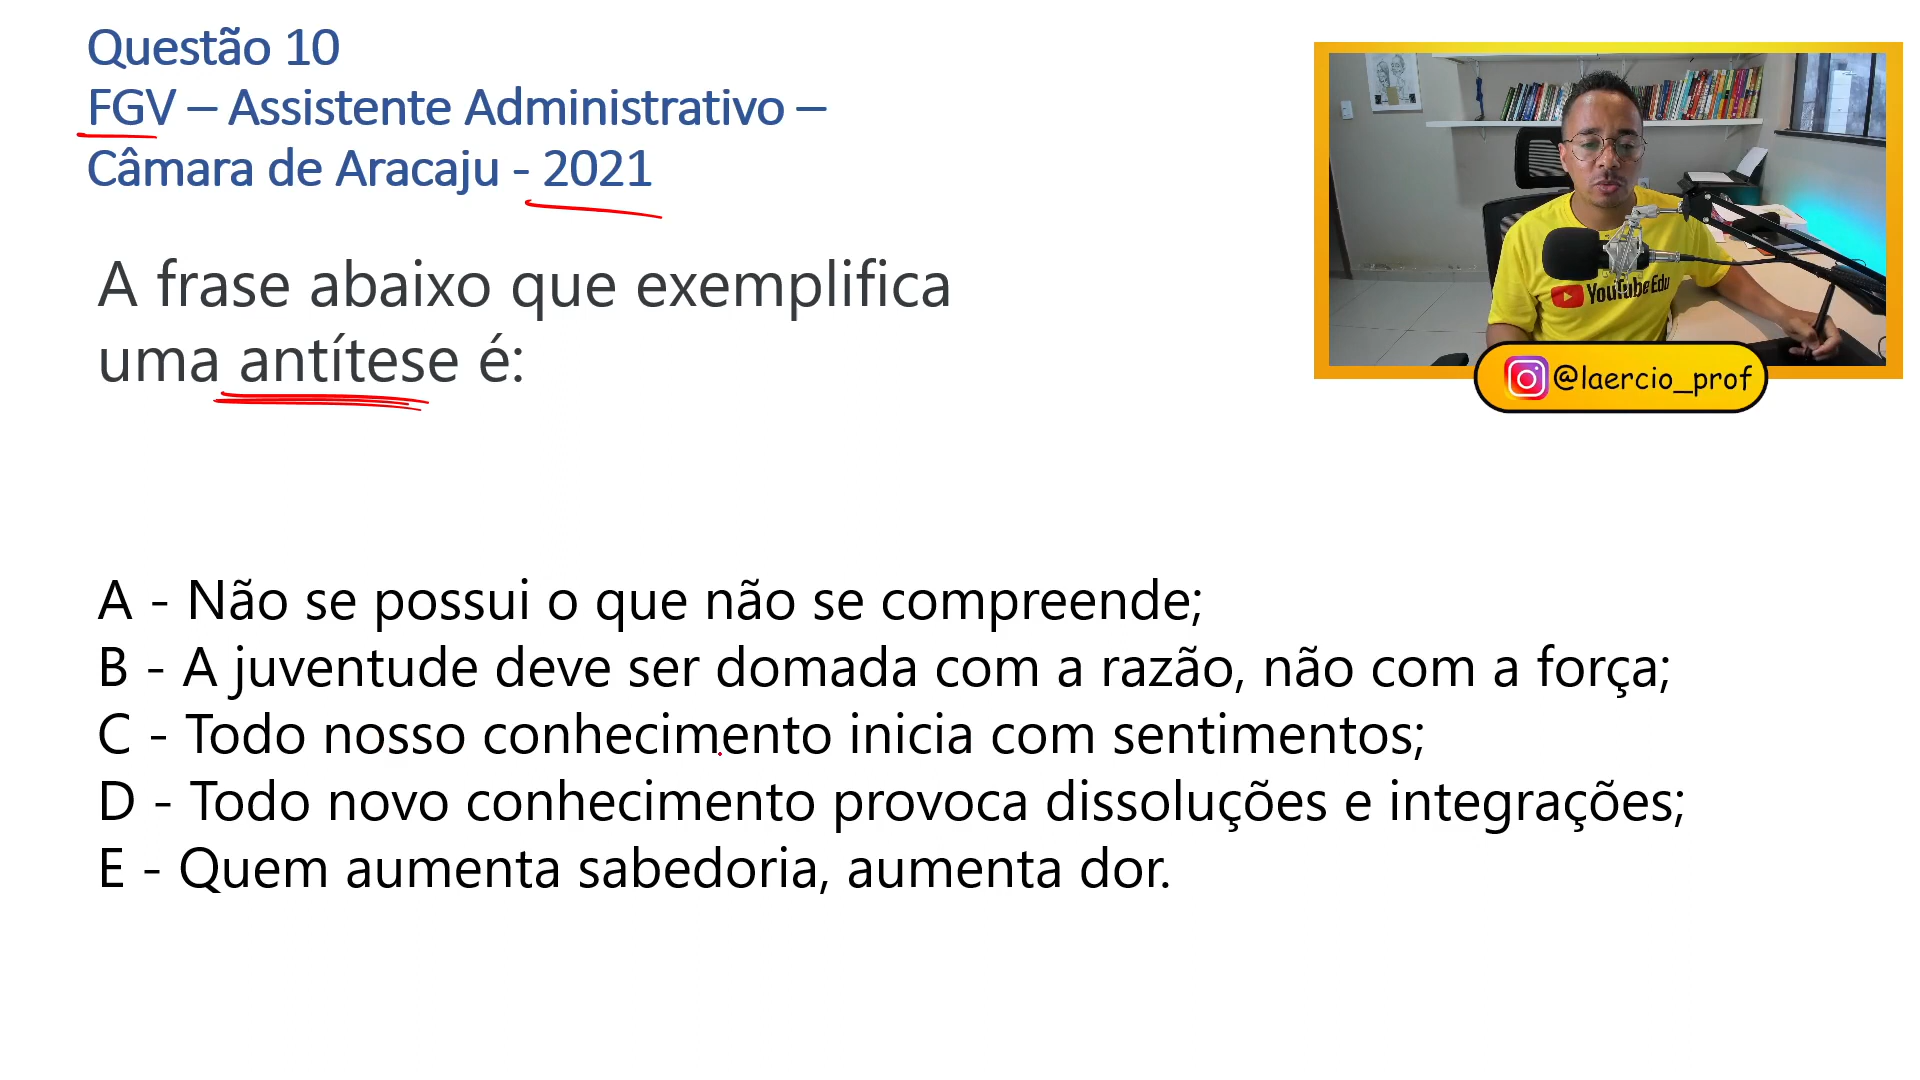 Questão 10
FGV – Assistente Administrativo –
Câmara de Aracaju - 2021
A frase abaixo que exemplifica
uma antítese é:
YouTube Edu
@laercio_prof
A - Não se possui o que não se compreende;
B - A juventude deve ser domada com a razão, não com a força;
C - Todo nosso conhecimento inicia com sentimentos;
D - Todo novo conhecimento provoca dissoluções e integrações;
E - Quem aumenta sabedoria, aumenta dor.